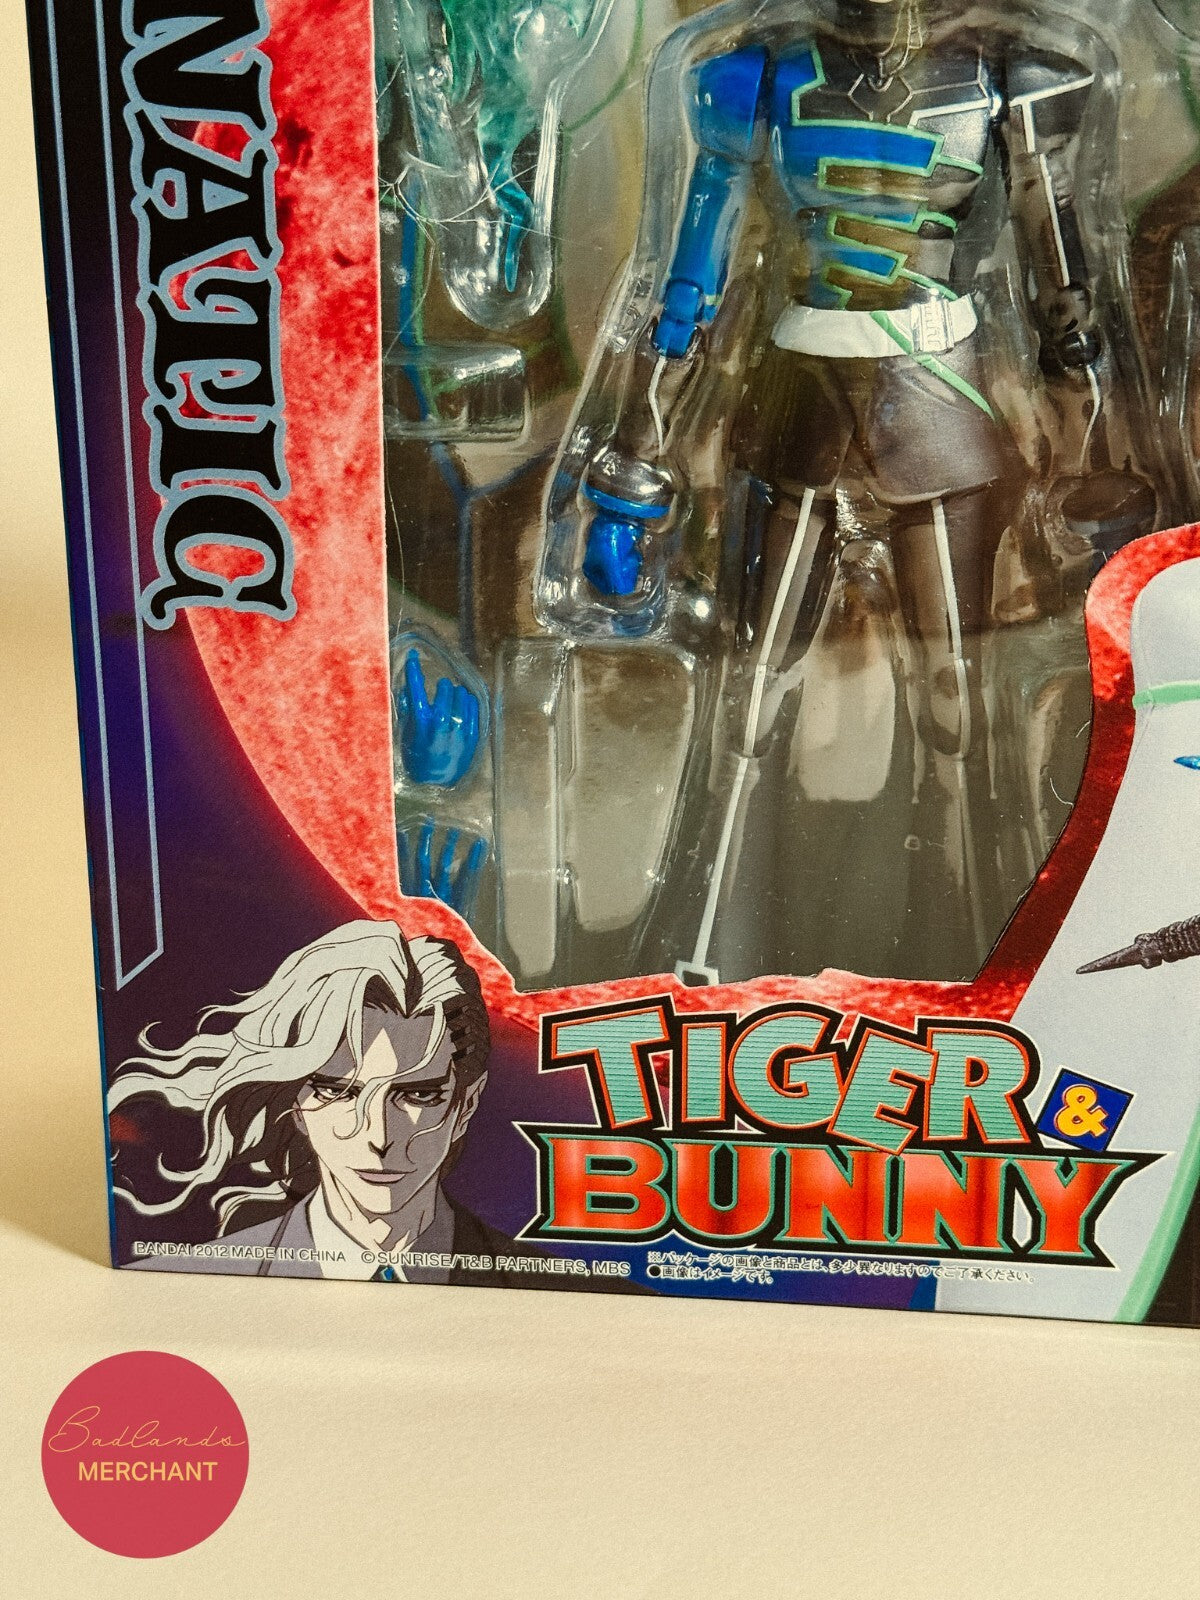 NATIC
TIGER
&
BUNNY
BANDAI 2012 MADE IN CHINA ©SUNRISE/T&B PARTNERS, MBS
※パッケージの画像と商品とは、多少異なりますのでご了承ください。
●画像はイメージです。
Badlands
MERCHANT